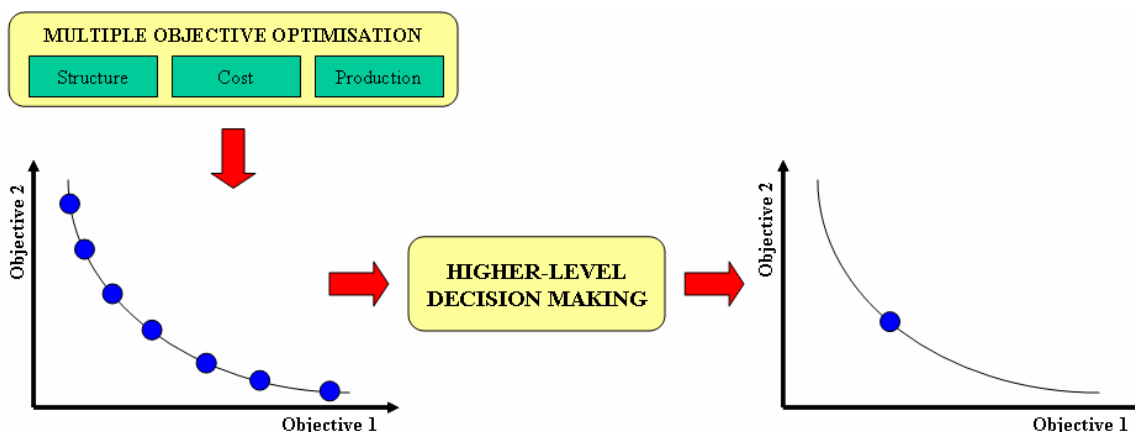 MULTIPLE OBJECTIVE OPTIMISATION
Structure
Cost
Production
Objective 2
Objective 1
HIGHER-LEVEL
DECISION MAKING
Objective 2
Objective 1